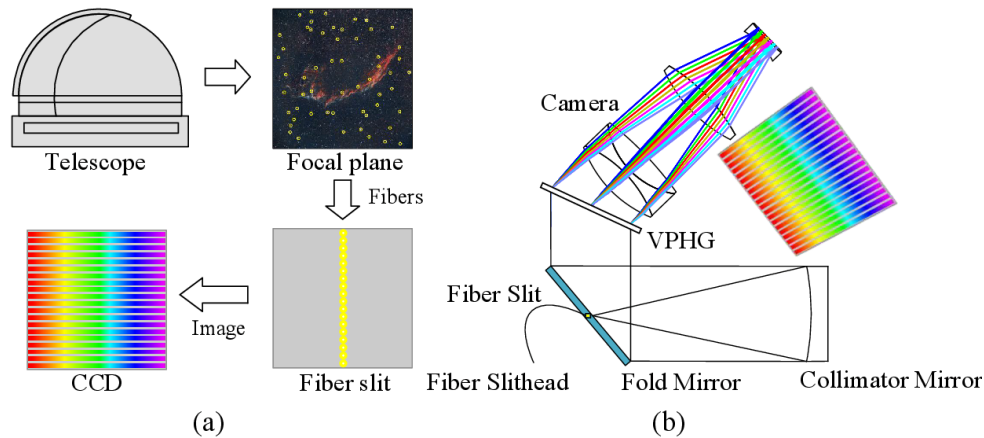 Telescope
Focal plane
Fibers
Image
CCD
Fiber slit
(a)
Camera
VPHG
Fiber Slit
Fiber Slithead
Fold Mirror
Collimator Mirror
(b)